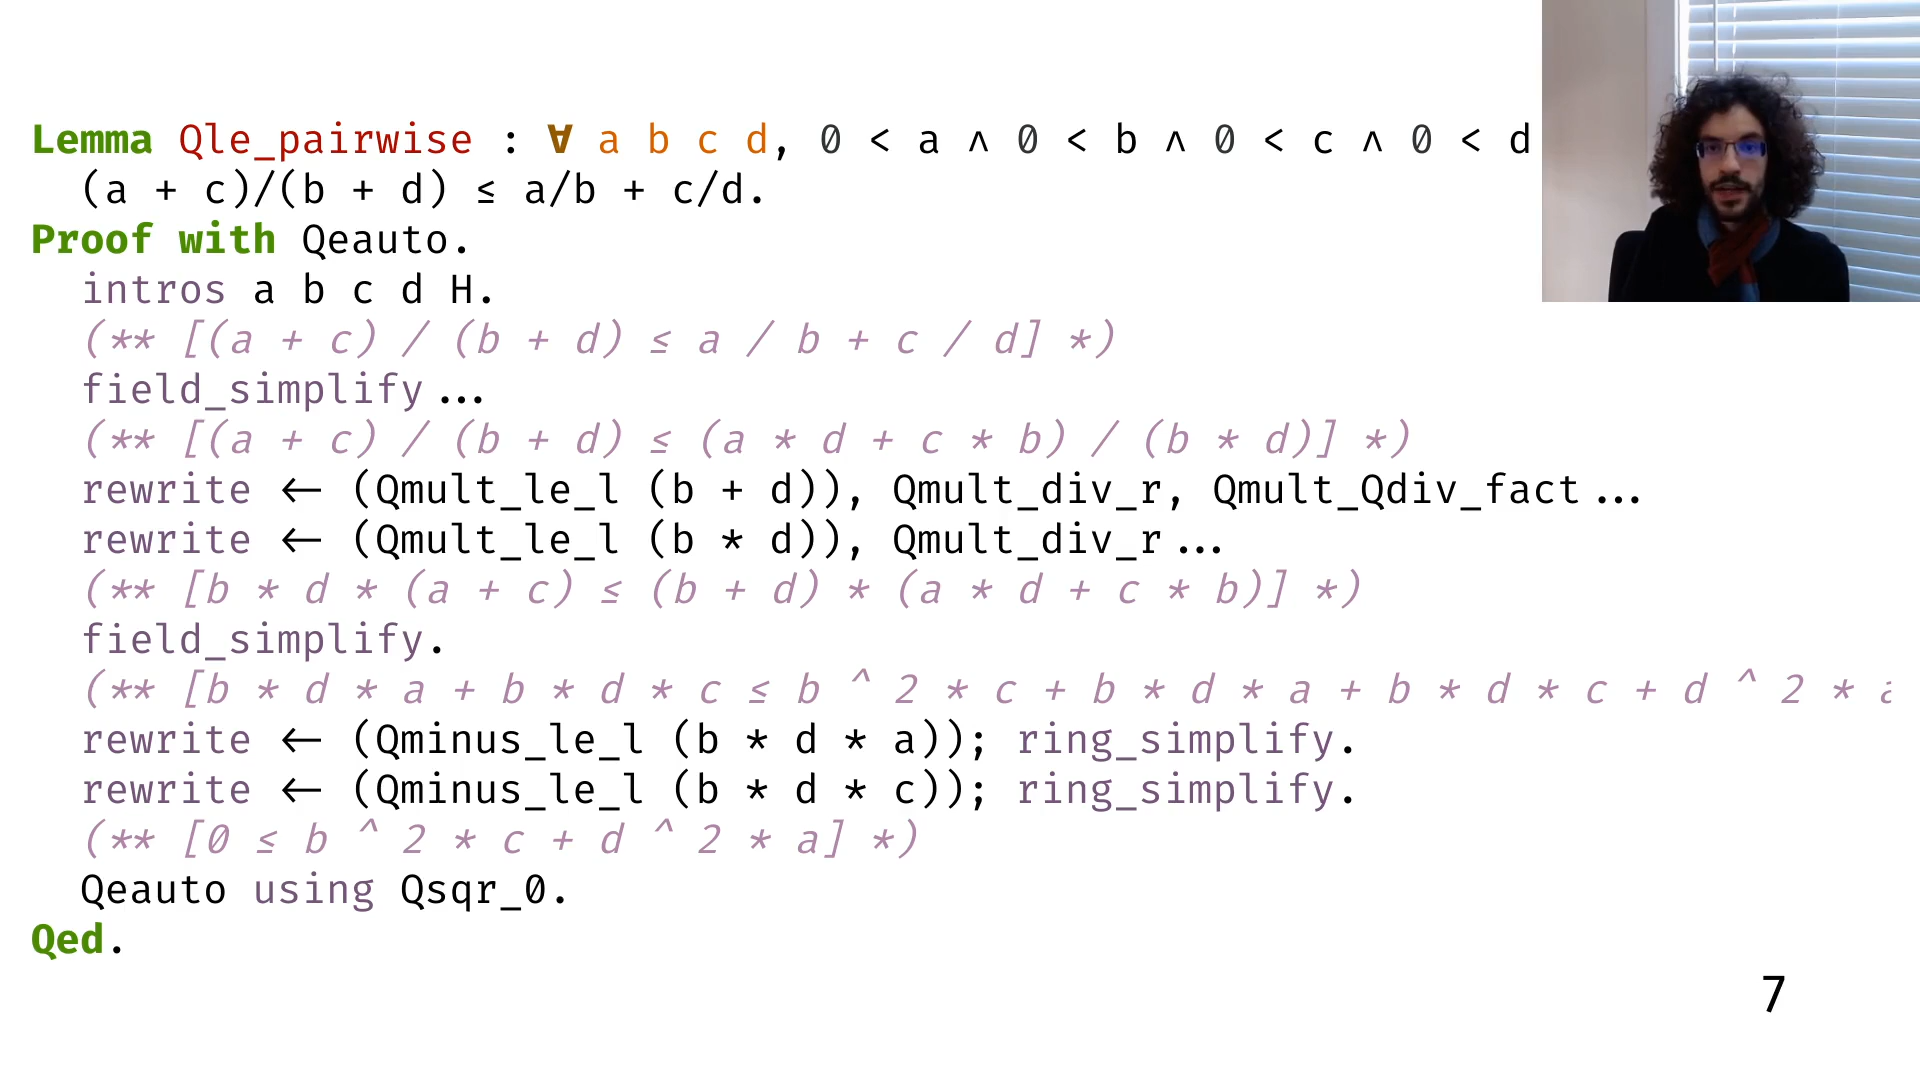 Lemma Qle_pairwise : ∀ a b c d, 0 < a ∧ 0 < b ∧ 0 < c ∧ 0 < d
(a + c)/(b + d) ≤ a/b + c/d.
Proof with Qeauto.
intros a b c d H.
(** [(a + c) / (b + d) ≤ a / b + c / d] *)
field_simplify...
(** [(a + c) / (b + d) ≤ (a * d + c * b) / (b * d)] *)
rewrite ← (Qmult_le_l (b + d)), Qmult_div_r, Qmult_Qdiv_fact...
rewrite ← (Qmult_le_l (b * d)), Qmult_div_r...
(** [b * d * (a + c) ≤ (b + d) * (a * d + c * b)] *)
field_simplify.
(** [b * d * a + b * d * c ≤ b ^ 2 * c + b * d * a + b * d * c + d ^ 2 * a
rewrite ← (Qminus_le_l (b * d * a)); ring_simplify.
rewrite ← (Qminus_le_l (b * d * c)); ring_simplify.
(** [0 ≤ b ^ 2 * c + d ^ 2 * a] *)
Qeauto using Qsqr_0.
Qed.
7